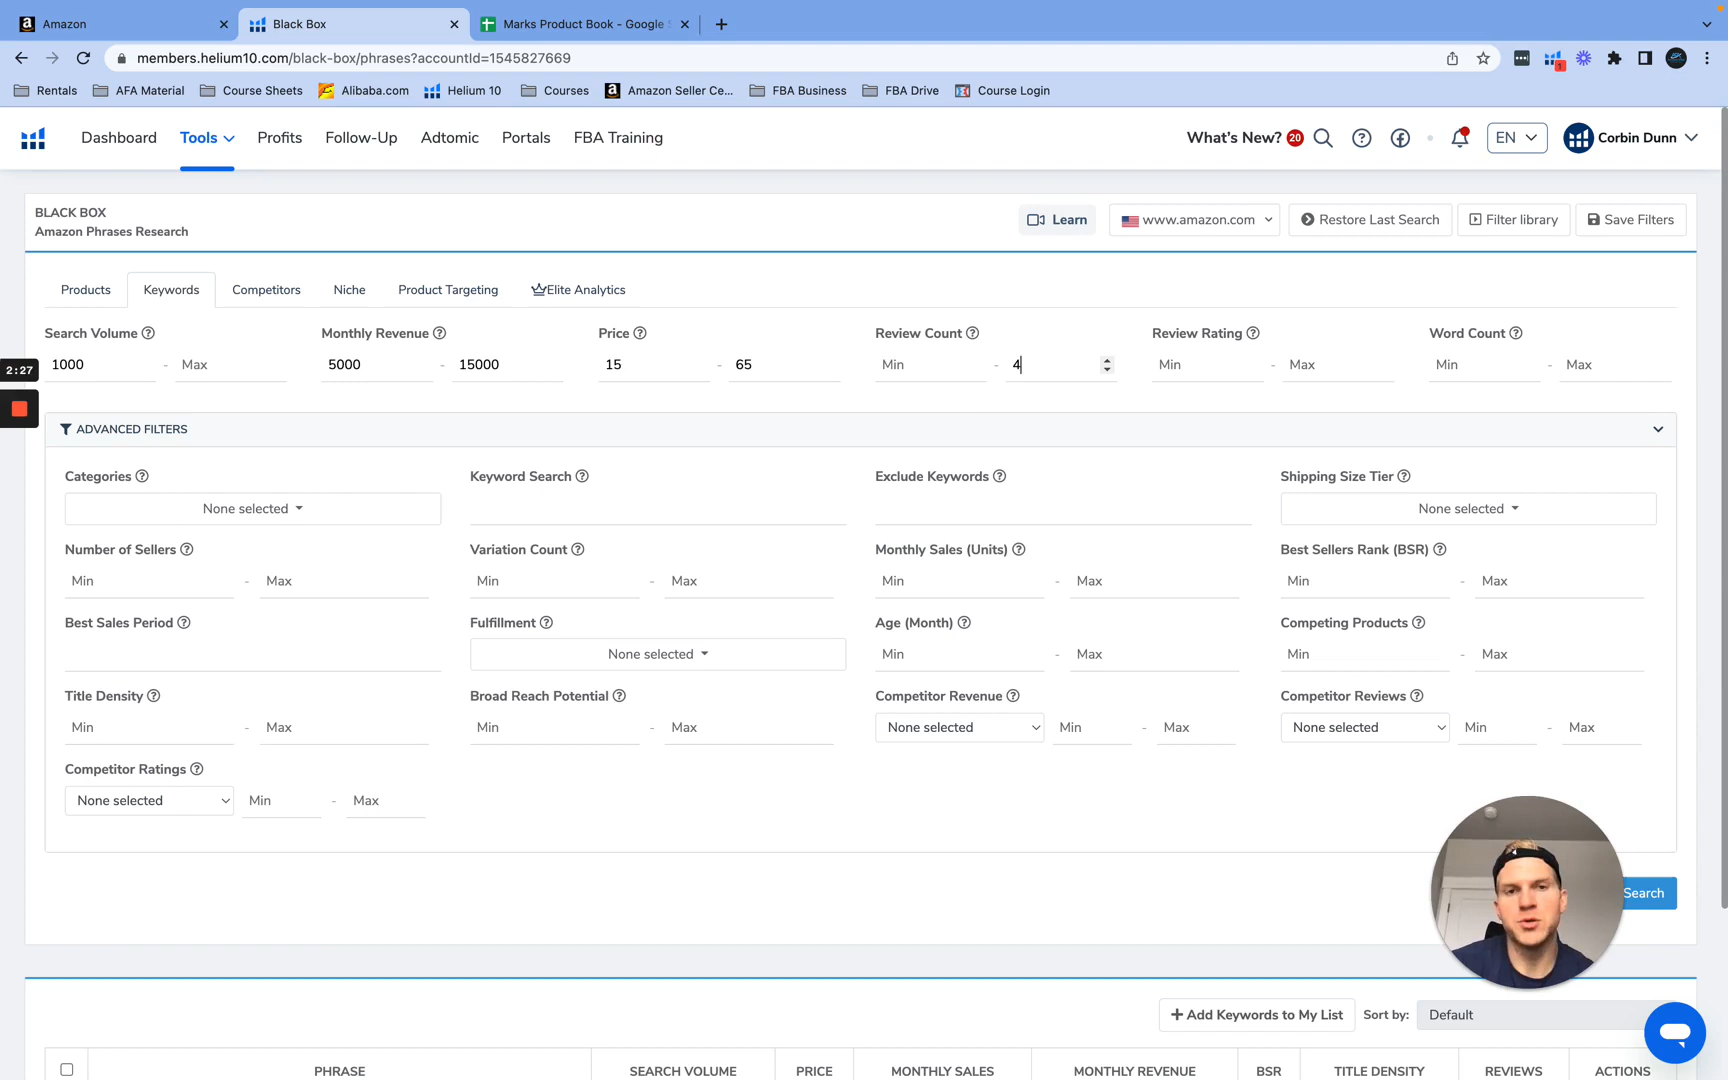 Amazon
Black Box
Marks Product Book - Google S
members.helium10.com/black-box/phrases?accountId=1545827669
1
Rentals
AFA Material
Course Sheets
Alibaba.com
Helium 10
Courses
Amazon Seller Ce...
FBA Business
FBA Drive
Course Login
Dashboard
Tools
Profits
Follow-Up
Adtomic
Portals
FBA Training
What's New? 20
EN
Corbin Dunn
BLACK BOX
Amazon Phrases Research
Learn
www.amazon.com
Restore Last Search
Filter library
Save Filters
Products
Keywords
Competitors
Niche
Product Targeting
Elite Analytics
Search Volume
Monthly Revenue
Price
Review Count
Review Rating
Word Count
1000 - Max
5000 - 15000
15 - 65
Min - 4
Min - Max
Min - Max
2:27
ADVANCED FILTERS
Categories
Keyword Search
Exclude Keywords
Shipping Size Tier
None selected
None selected
Number of Sellers
Variation Count
Monthly Sales (Units)
Best Sellers Rank (BSR)
Min - Max
Min - Max
Min - Max
Min - Max
Best Sales Period
Fulfillment
Age (Month)
Competing Products
None selected
Min - Max
Min - Max
Title Density
Broad Reach Potential
Competitor Revenue
Competitor Reviews
Min - Max
Min - Max
None selected Min - Max
None selected Min - Max
Competitor Ratings
None selected Min - Max
Search
+ Add Keywords to My List
Sort by:
Default
PHRASE
SEARCH VOLUME
PRICE
MONTHLY SALES
MONTHLY REVENUE
BSR
TITLE DENSITY
REVIEWS
ACTIONS